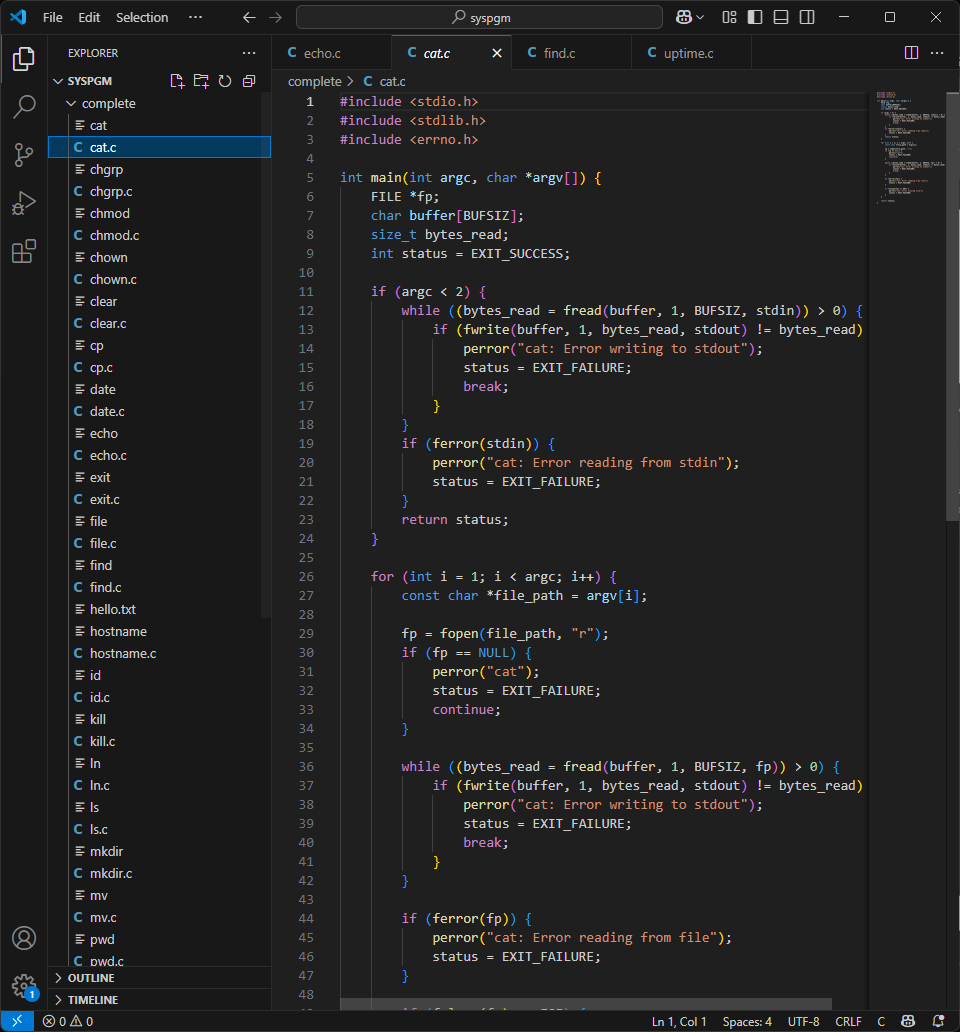 File Edit Selection ··· syspgm
EXPLORER ···
SYSPGM
complete
cat
cat.c
chgrp
chgrp.c
chmod
chmod.c
chown
chown.c
clear
clear.c
cp
cp.c
date
date.c
echo
echo.c
exit
exit.c
file
file.c
find
find.c
hello.txt
hostname
hostname.c
id
id.c
kill
kill.c
ln
ln.c
ls
ls.c
mkdir
mkdir.c
mv
mv.c
pwd
pwd.c
OUTLINE
TIMELINE
C echo.c C cat.c C find.c C uptime.c ···
complete > C cat.c
1 #include <stdio.h>
2 #include <stdlib.h>
3 #include <errno.h>
4
5 int main(int argc, char *argv[]) {
6 FILE *fp;
7 char buffer[BUFSIZ];
8 size_t bytes_read;
9 int status = EXIT_SUCCESS;
10
11 if (argc < 2) {
12 while ((bytes_read = fread(buffer, 1, BUFSIZ, stdin)) > 0) {
13 if (fwrite(buffer, 1, bytes_read, stdout) != bytes_read)
14 perror("cat: Error writing to stdout");
15 status = EXIT_FAILURE;
16 break;
17 }
18 }
19 if (ferror(stdin)) {
20 perror("cat: Error reading from stdin");
21 status = EXIT_FAILURE;
22 }
23 return status;
24 }
25
26 for (int i = 1; i < argc; i++) {
27 const char *file_path = argv[i];
28
29 fp = fopen(file_path, "r");
30 if (fp == NULL) {
31 perror("cat");
32 status = EXIT_FAILURE;
33 continue;
34 }
35
36 while ((bytes_read = fread(buffer, 1, BUFSIZ, fp)) > 0) {
37 if (fwrite(buffer, 1, bytes_read, stdout) != bytes_read)
38 perror("cat: Error writing to stdout");
39 status = EXIT_FAILURE;
40 break;
41 }
42 }
43
44 if (ferror(fp)) {
45 perror("cat: Error reading from file");
46 status = EXIT_FAILURE;
47 }
48
1
0 0 Ln 1, Col 1 Spaces: 4 UTF-8 CRLF C